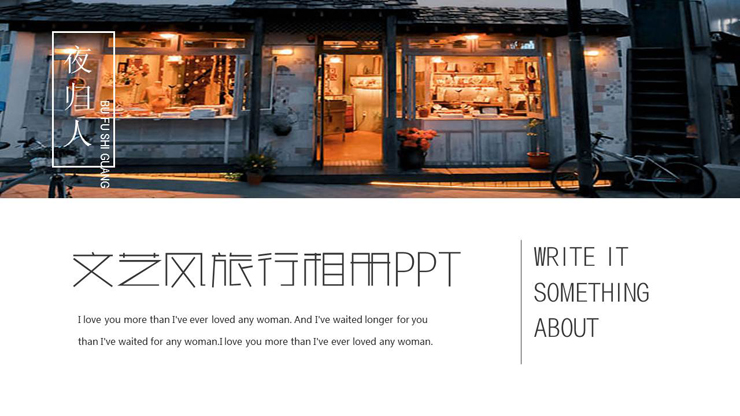 夜归人
BU FU SHI GUANG
文艺风旅行相册PPT
I love you more than I've ever loved any woman. And I've waited longer for you
than I've waited for any woman.I love you more than I've ever loved any woman.
WRITE IT
SOMETHING
ABOUT